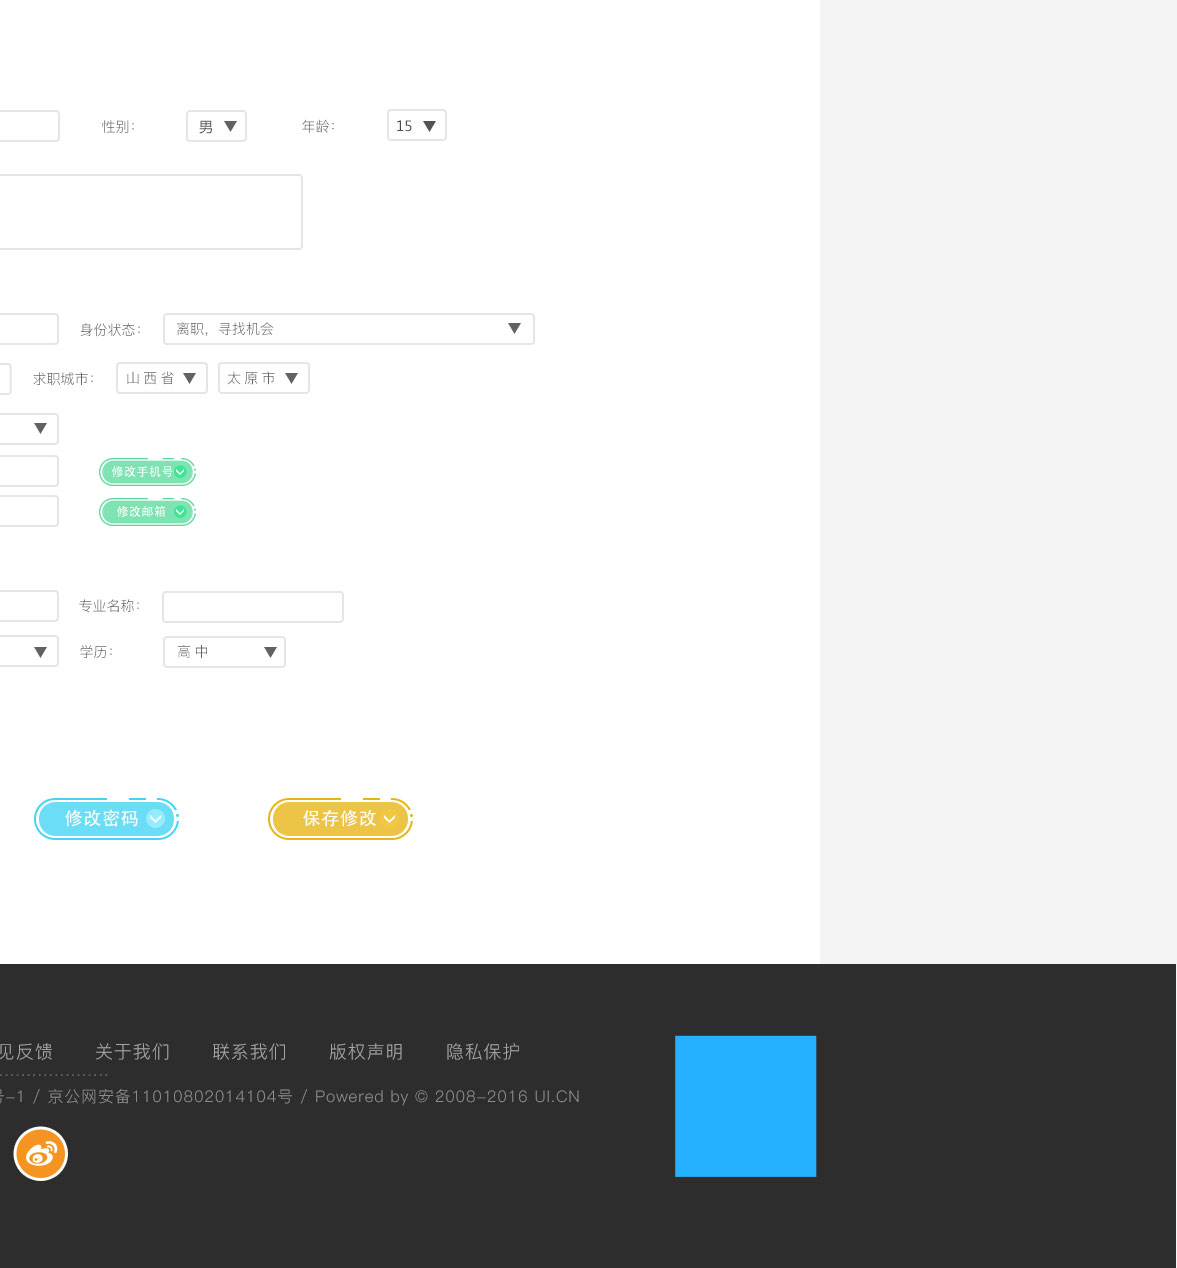 性别： 男 年龄： 15
身份状态： 离职，寻找机会
求职城市： 山西省 太原市
修改手机号
修改邮箱
专业名称：
学历： 高中
修改密码 保存修改
见反馈 关于我们 联系我们 版权声明 隐私保护
号-1 / 京公网安备11010802014104号 / Powered by © 2008-2016 UI.CN